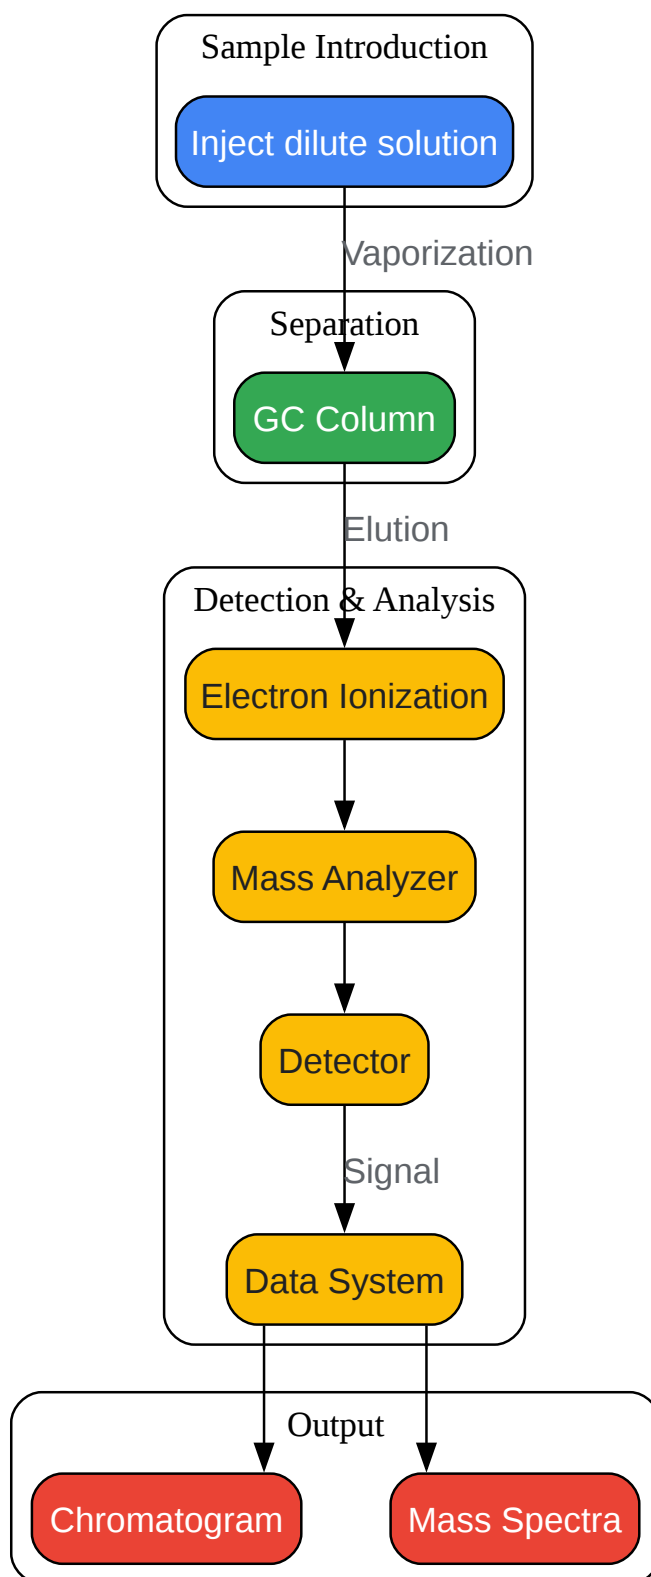 Sample Introduction
Inject dilute solution
Vaporization
Separation
GC Column
Elution
Detection & Analysis
Electron Ionization
Mass Analyzer
Detector
Signal
Data System
Output
Chromatogram
Mass Spectra